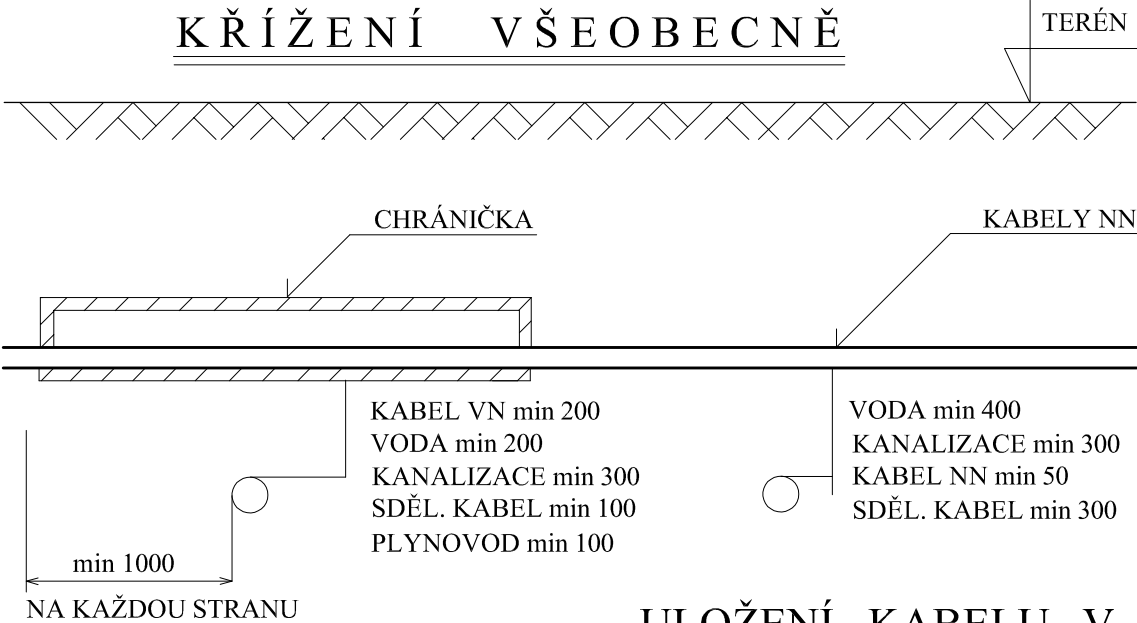 KŘÍŽENÍ VŠEOBECNĚ
TERÉN
CHRÁNIČKA
KABELY NN
KABEL VN min 200
VODA min 200
KANALIZACE min 300
SDĚL. KABEL min 100
PLYNOVOD min 100
VODA min 400
KANALIZACE min 300
KABEL NN min 50
SDĚL. KABEL min 300
min 1000
NA KAŽDOU STRANU
ULOŽENÍ KABELU V